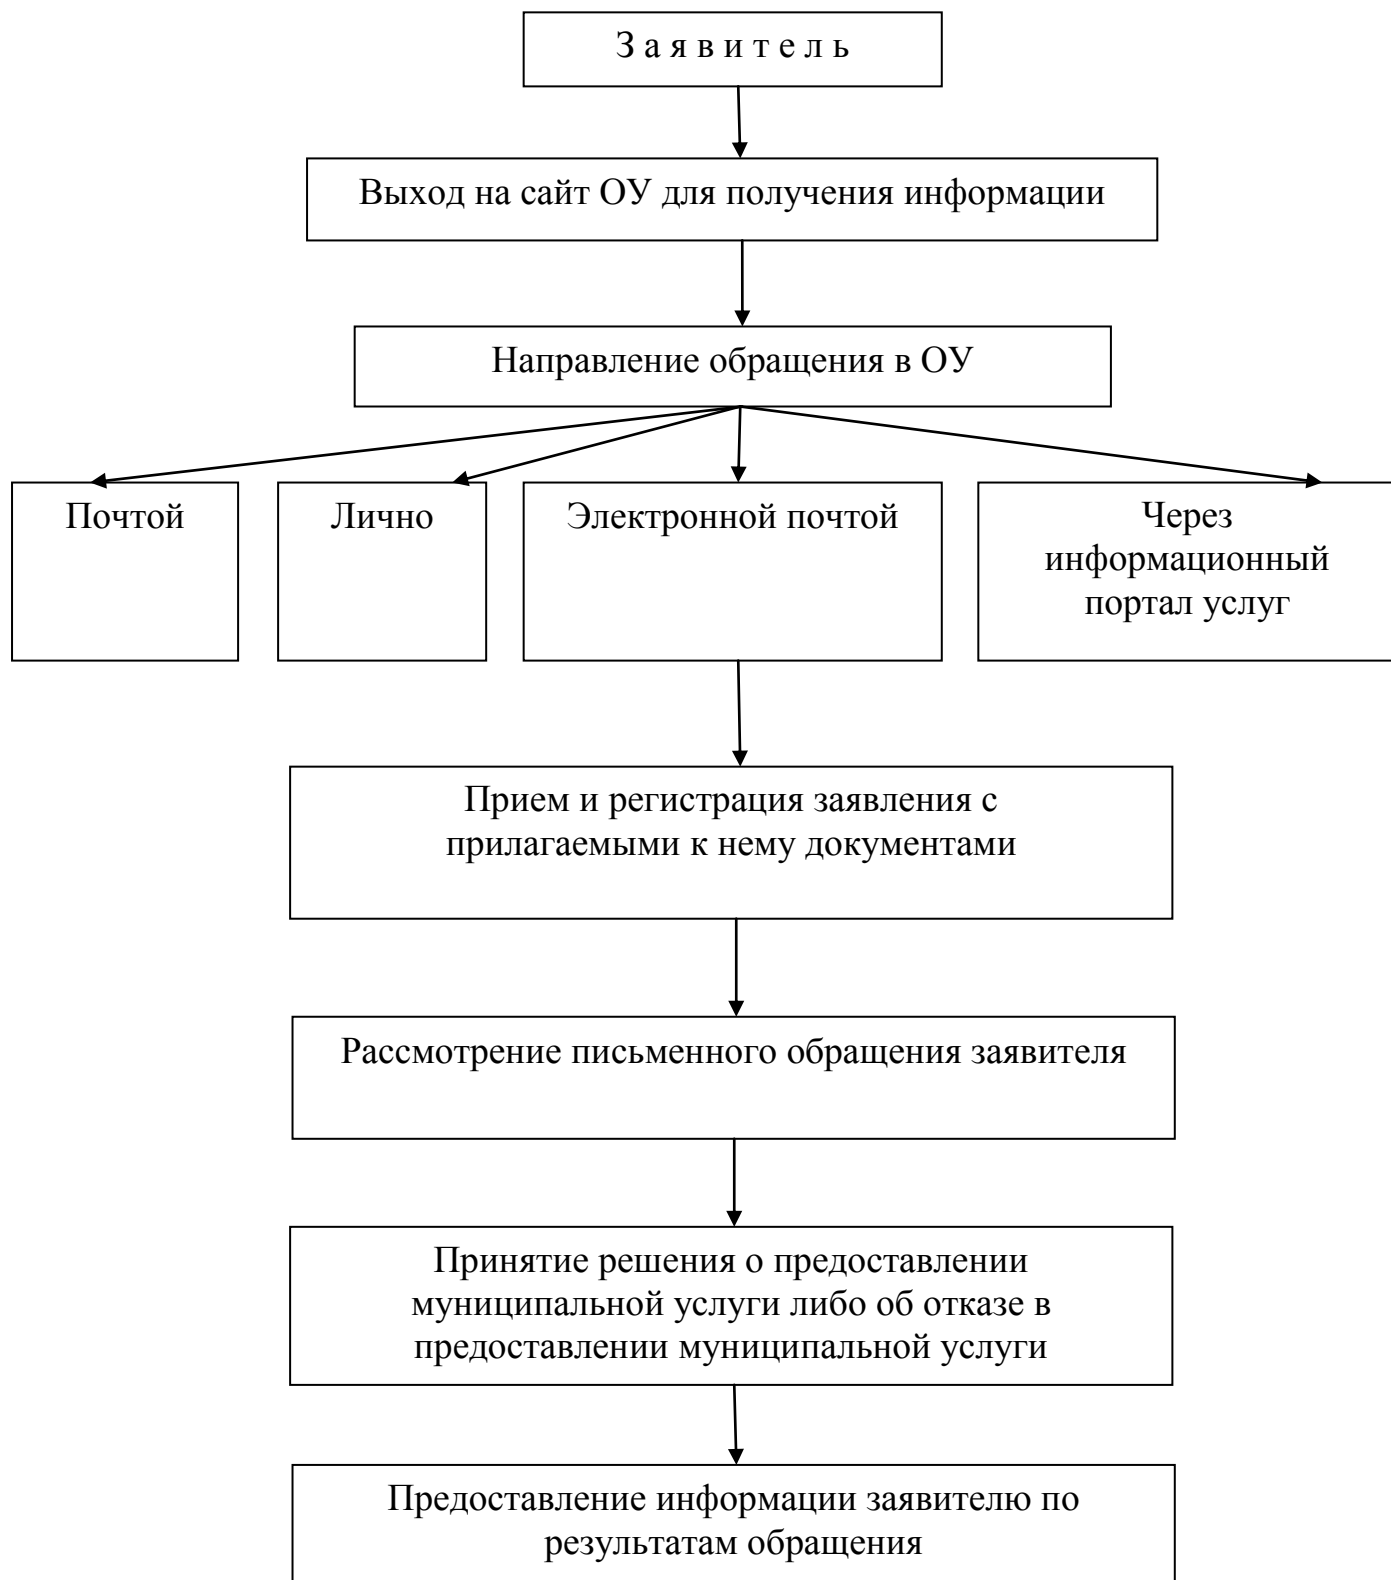 З а я в и т е л ь
Выход на сайт ОУ для получения информации
Направление обращения в ОУ
Почтой
Лично
Электронной почтой
Через
информационный
портал услуг
Прием и регистрация заявления с
прилагаемыми к нему документами
Рассмотрение письменного обращения заявителя
Принятие решения о предоставлении
муниципальной услуги либо об отказе в
предоставлении муниципальной услуги
Предоставление информации заявителю по
результатам обращения